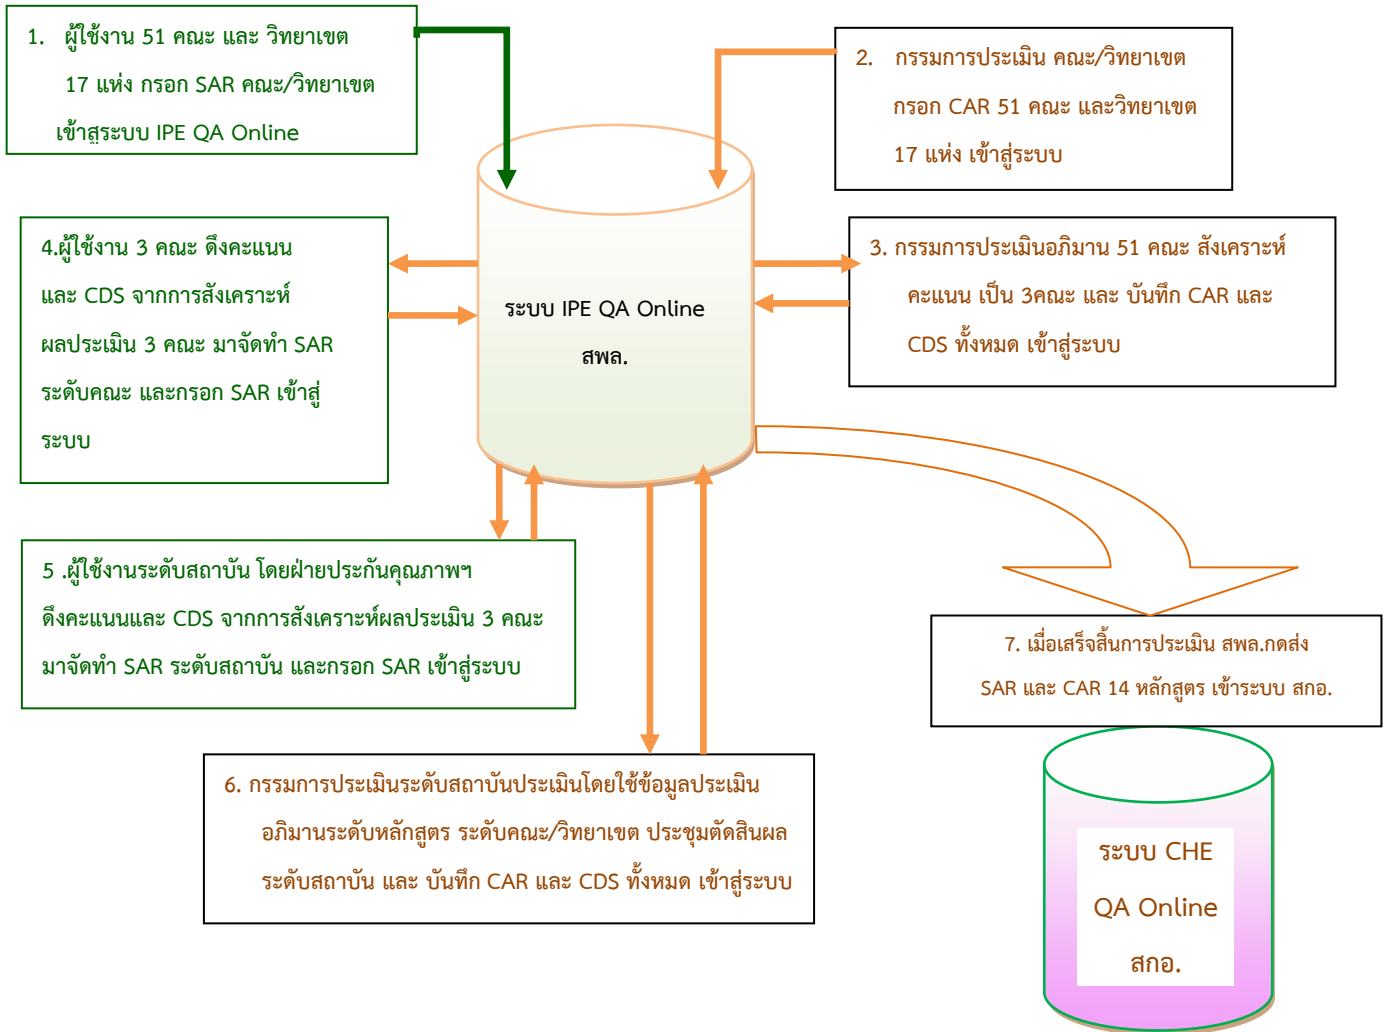 1. ผู้ใช้งาน 51 คณะ และ วิทยาเขต
17 แห่ง กรอก SAR คณะ/วิทยาเขต
เข้าสู่ระบบ IPE QA Online
2. กรรมการประเมิน คณะ/วิทยาเขต
กรอก CAR 51 คณะ และวิทยาเขต
17 แห่ง เข้าสู่ระบบ
4.ผู้ใช้งาน 3 คณะ ดึงคะแนน
และ CDS จากการสังเคราะห์
ผลประเมิน 3 คณะ มาจัดทำ SAR
ระดับคณะ และกรอก SAR เข้าสู่
ระบบ
ระบบ IPE QA Online
สพล.
3. กรรมการประเมินอภิมาน 51 คณะ สังเคราะห์
คะแนน เป็น 3คณะ และ บันทึก CAR และ
CDS ทั้งหมด เข้าสู่ระบบ
5 .ผู้ใช้งานระดับสถาบัน โดยฝ่ายประกันคุณภาพฯ
ดึงคะแนนและ CDS จากการสังเคราะห์ผลประเมิน 3 คณะ
มาจัดทำ SAR ระดับสถาบัน และกรอก SAR เข้าสู่ระบบ
6. กรรมการประเมินระดับสถาบันประเมินโดยใช้ข้อมูลประเมิน
อภิมานระดับหลักสูตร ระดับคณะ/วิทยาเขต ประชุมตัดสินผล
ระดับสถาบัน และ บันทึก CAR และ CDS ทั้งหมด เข้าสู่ระบบ
7. เมื่อเสร็จสิ้นการประเมิน สพล.กดส่ง
SAR และ CAR 14 หลักสูตร เข้าระบบ สกอ.
ระบบ CHE
QA Online
สกอ.